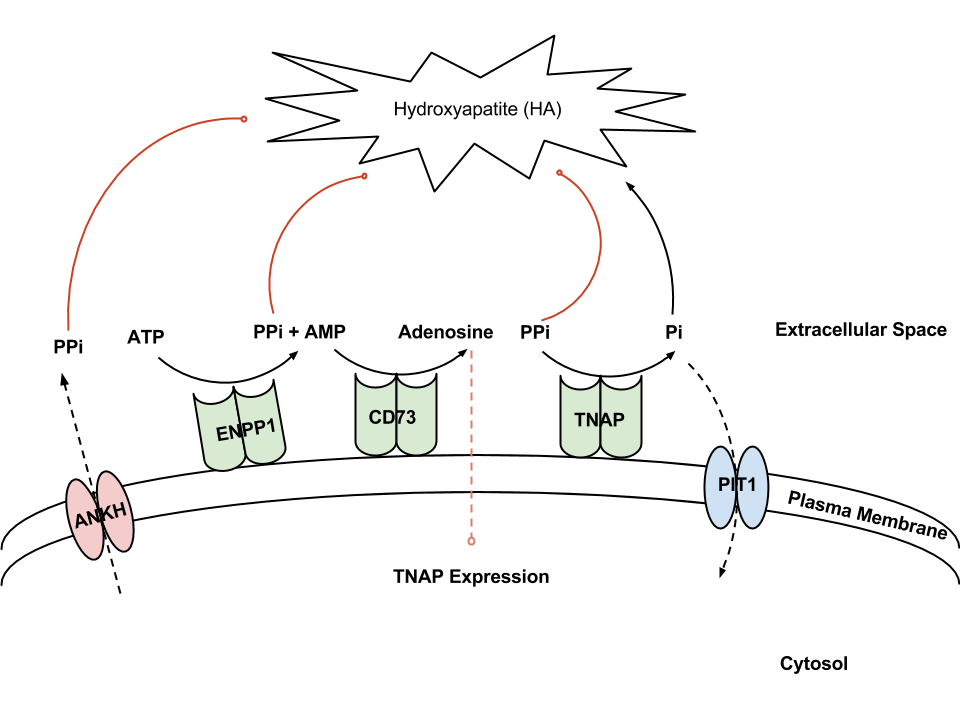 Hydroxyapatite (HA)
PPi
ATP
PPi + AMP
Adenosine
PPi
Pi
Extracellular Space
ENPP1
CD73
TNAP
ANKH
PIT1
Plasma Membrane
TNAP Expression
Cytosol